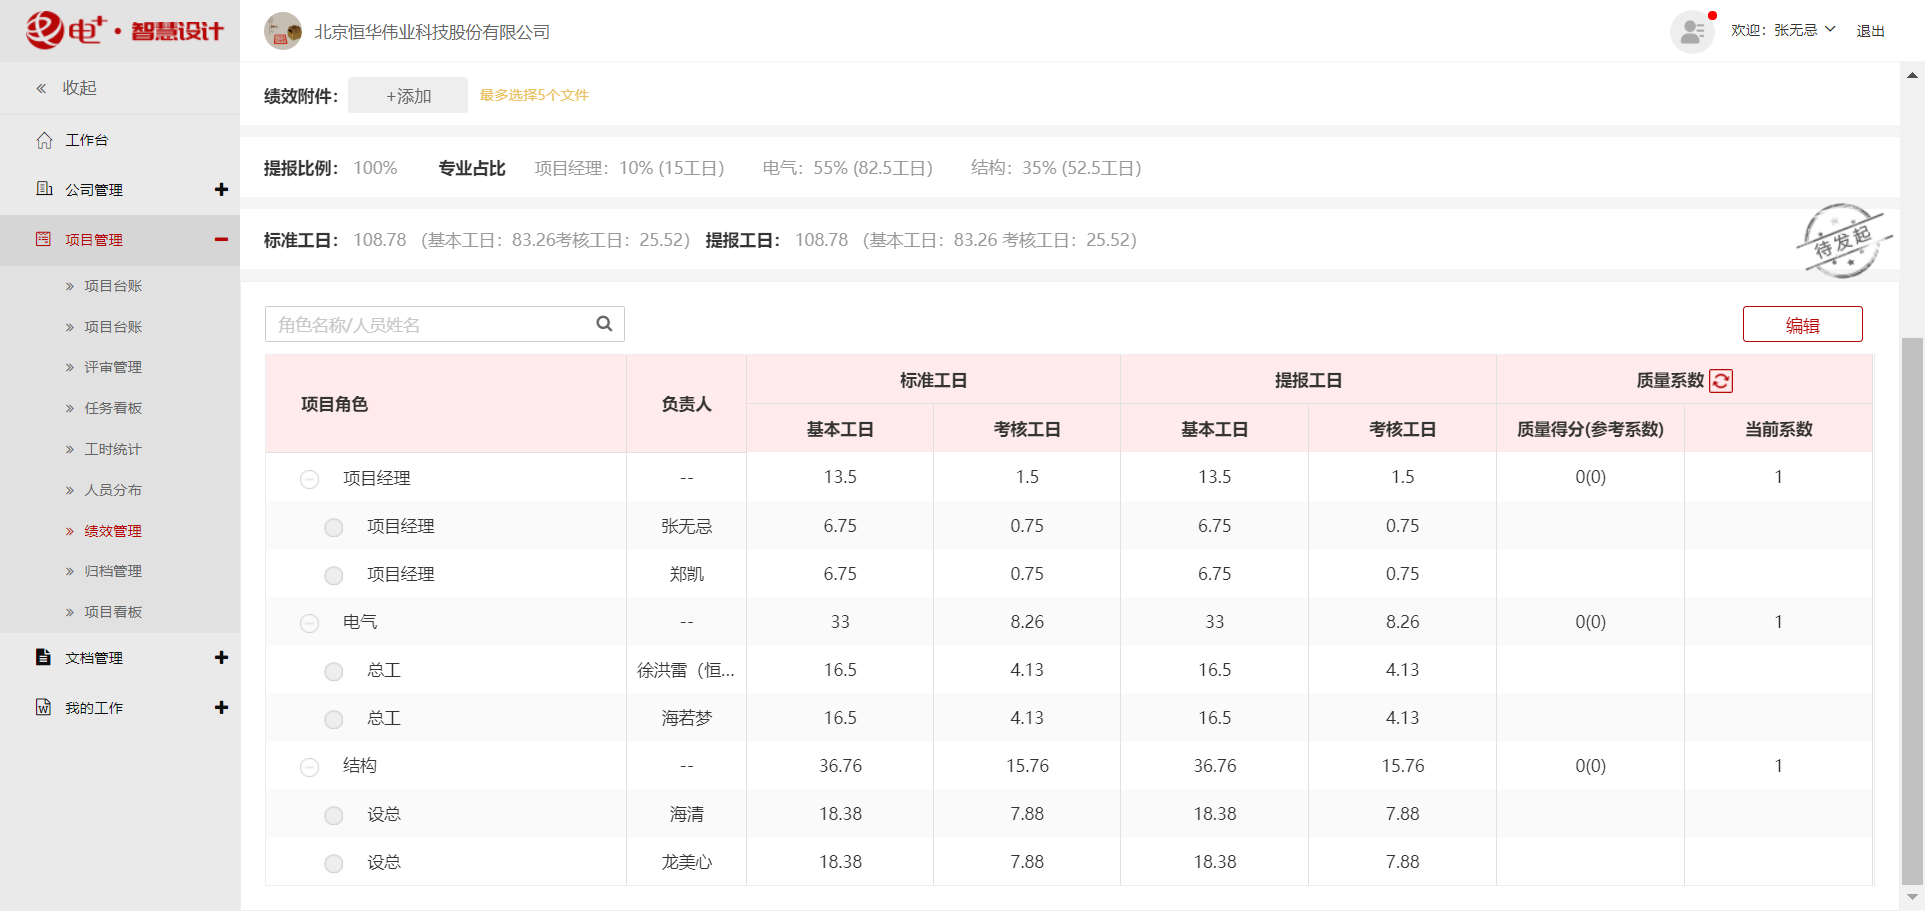 电+·智慧设计
北京恒华伟业科技股份有限公司
欢迎：张无忌
退出
收起
工作台
公司管理
项目管理
项目台账
项目台账
评审管理
任务看板
工时统计
人员分布
绩效管理
归档管理
项目看板
文档管理
我的工作
绩效附件： +添加 最多选择5个文件
提报比例： 100% 专业占比 项目经理：10% (15工日) 电气：55% (82.5工日) 结构：35% (52.5工日)
标准工日： 108.78 （基本工日：83.26考核工日：25.52） 提报工日： 108.78 （基本工日：83.26 考核工日：25.52）
待发起
角色名称/人员姓名
编辑
项目角色 负责人 标准工日 提报工日 质量系数
基本工日 考核工日 基本工日 考核工日 质量得分(参考系数) 当前系数
项目经理 -- 13.5 1.5 13.5 1.5 0(0) 1
项目经理 张无忌 6.75 0.75 6.75 0.75
项目经理 郑凯 6.75 0.75 6.75 0.75
电气 -- 33 8.26 33 8.26 0(0) 1
总工 徐洪雷（恒... 16.5 4.13 16.5 4.13
总工 海若梦 16.5 4.13 16.5 4.13
结构 -- 36.76 15.76 36.76 15.76 0(0) 1
设总 海清 18.38 7.88 18.38 7.88
设总 龙美心 18.38 7.88 18.38 7.88